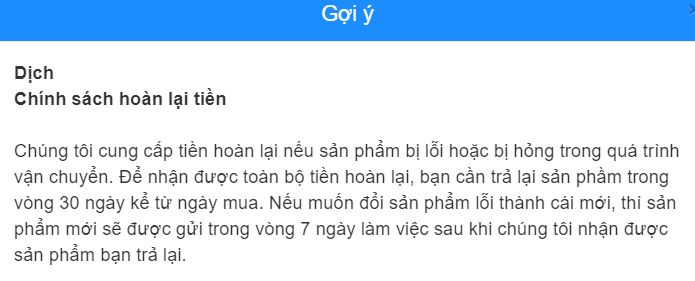 Gợi ý
Dịch
Chính sách hoàn lại tiền
Chúng tôi cung cấp tiền hoàn lại nếu sản phẩm bị lỗi hoặc bị hỏng trong quá trình
vận chuyển. Để nhận được toàn bộ tiền hoàn lại, bạn cần trả lại sản phầm trong
vòng 30 ngày kể từ ngày mua. Nếu muốn đổi sản phẩm lỗi thành cái mới, thì sản
phẩm mới sẽ được gửi trong vòng 7 ngày làm việc sau khi chúng tôi nhận được
sản phẩm bạn trả lại.